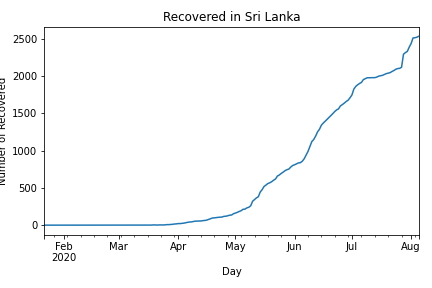 Recovered in Sri Lanka
Number of Recovered
2500
2000
1500
1000
500
0
Feb
2020
Mar
Apr
May
Jun
Jul
Aug
Day